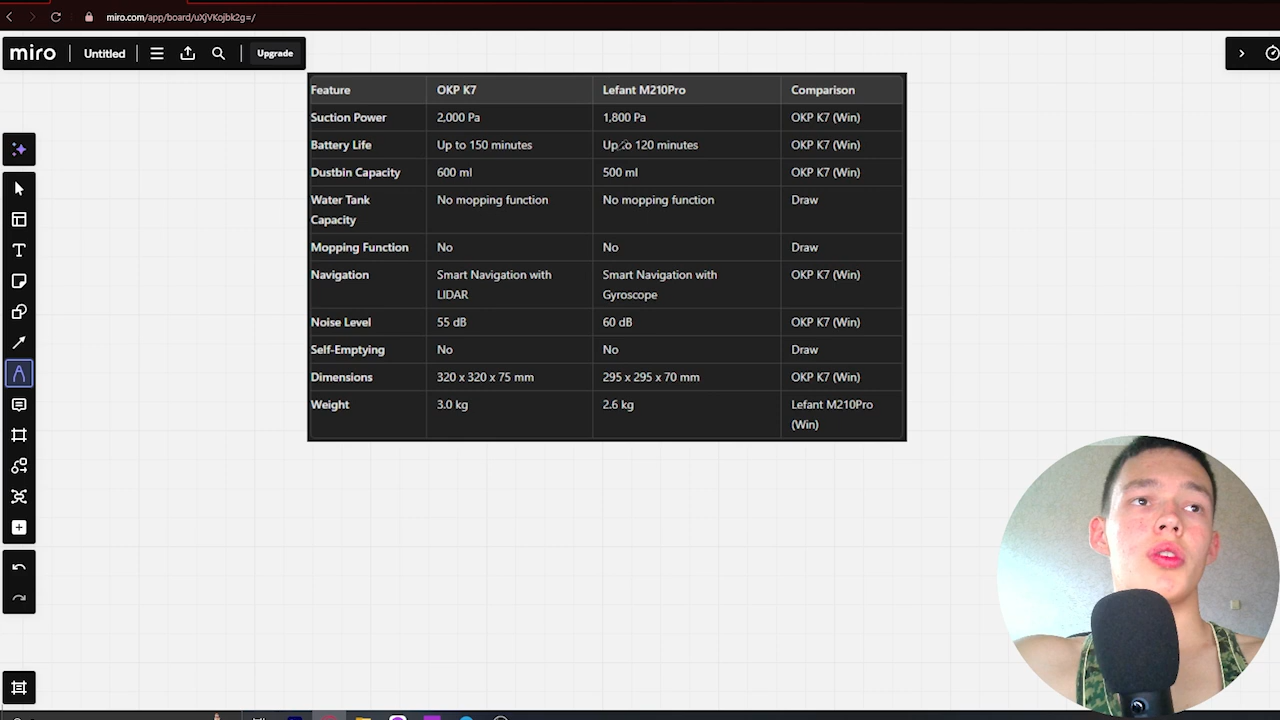 miro.com/app/board/uXjVKojbk2g=/
miro Untitled Upgrade
Feature OKP K7 Lefant M210Pro Comparison
Suction Power 2,000 Pa 1,800 Pa OKP K7 (Win)
Battery Life Up to 150 minutes Up to 120 minutes OKP K7 (Win)
Dustbin Capacity 600 ml 500 ml OKP K7 (Win)
Water Tank No mopping function No mopping function Draw
Capacity
Mopping Function No No Draw
Navigation Smart Navigation with Smart Navigation with OKP K7 (Win)
LIDAR Gyroscope
Noise Level 55 dB 60 dB OKP K7 (Win)
Self-Emptying No No Draw
Dimensions 320 x 320 x 75 mm 295 x 295 x 70 mm OKP K7 (Win)
Weight 3.0 kg 2.6 kg Lefant M210Pro
(Win)